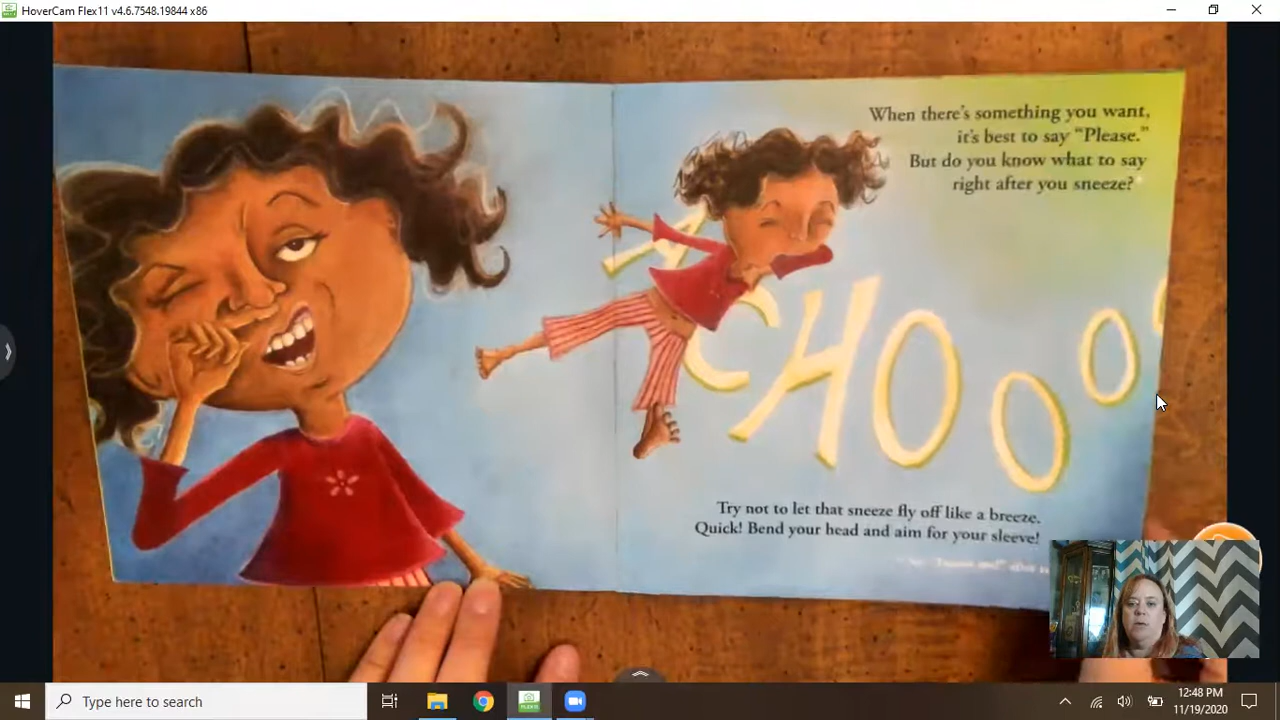 HoverCam Flex11 v4.6.7548.19844 x86
When there's something you want,
it's best to say "Please."
But do you know what to say
right after you sneeze?
ACHOOO
Try not to let that sneeze fly off like a breeze.
Quick! Bend your head and aim for your sleeve!
FLEX11
Type here to search
12:48 PM
11/19/2020